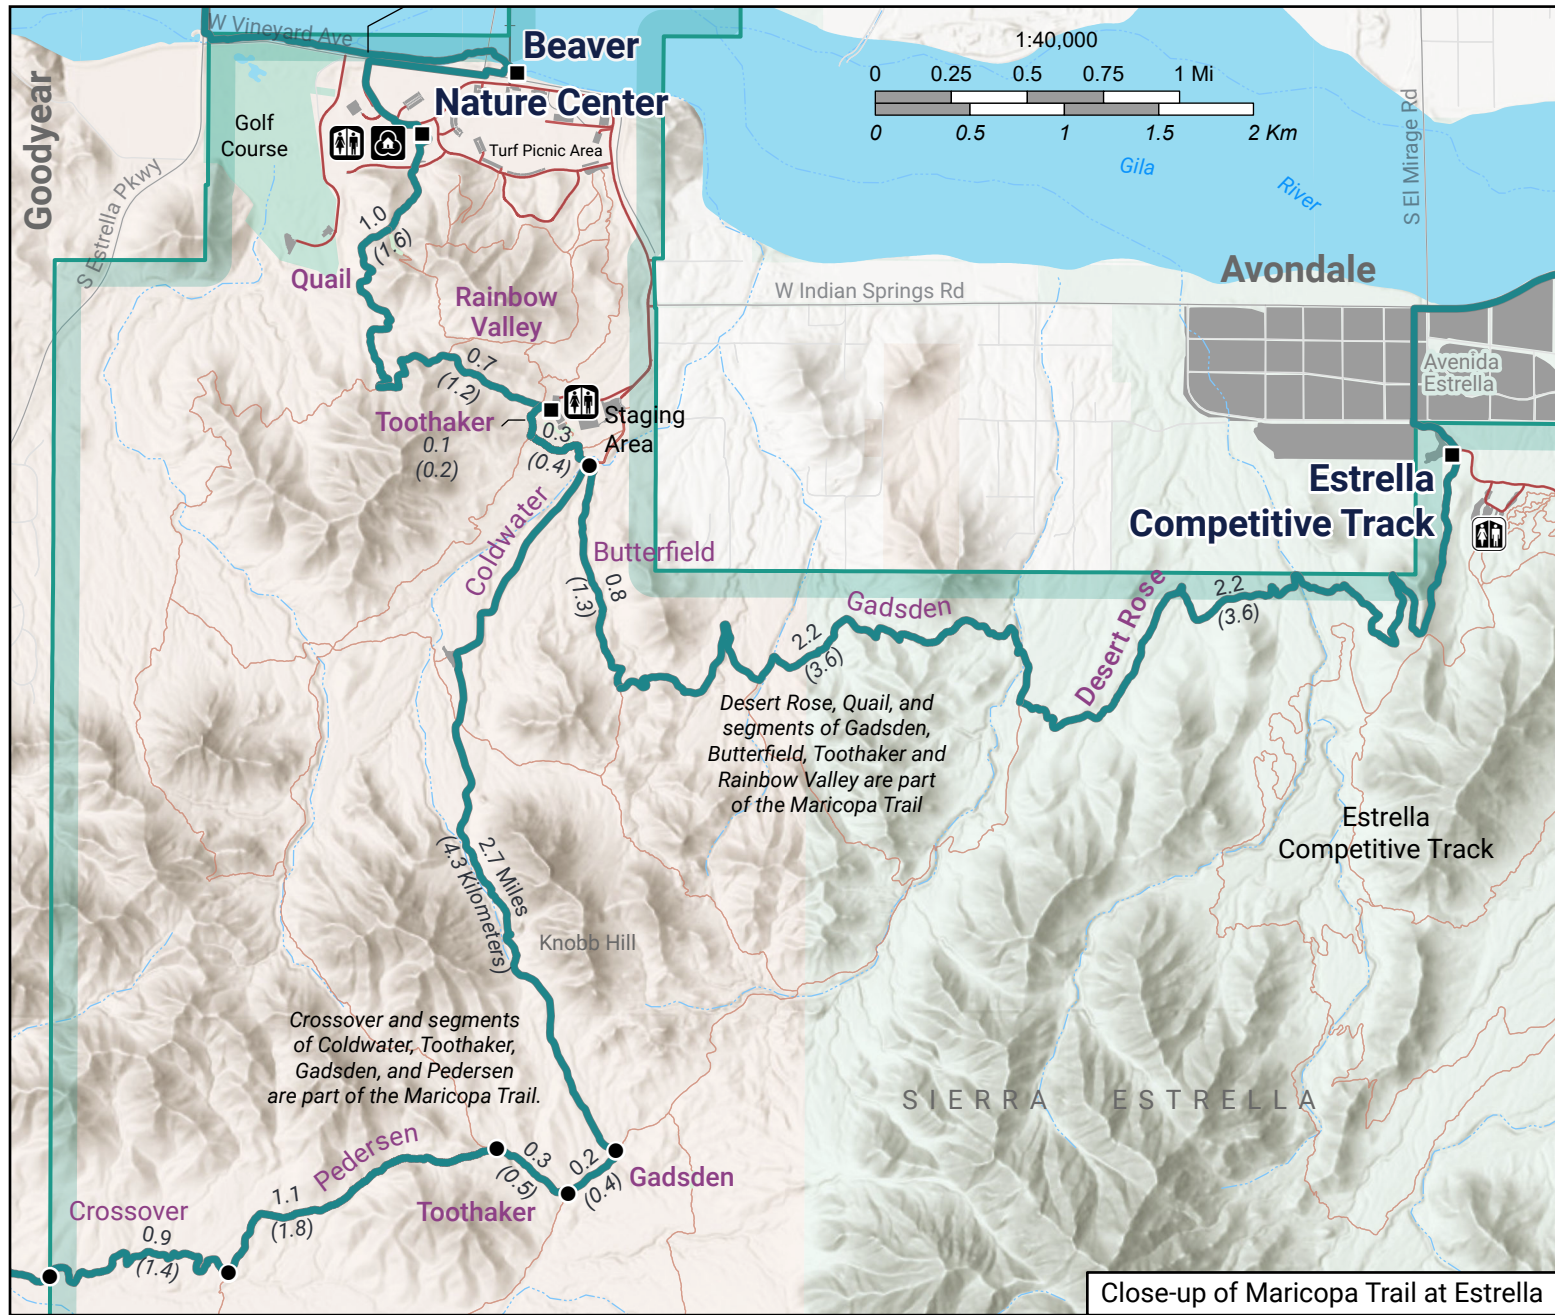 W Vineyard Ave
Beaver
Nature Center
Goodyear
Golf
Course
Turf Picnic Area
S Estrella Pkwy
1:40,000
0 0.25 0.5 0.75 1 Mi
0 0.5 1 1.5 2 Km
Gila
River
S El Mirage Rd
1.0
(1.6)
Quail
Rainbow
Valley
W Indian Springs Rd
Avondale
Avenida
Estrella
0.7
(1.2)
Toothaker
0.1
(0.2)
0.3
(0.4)
Staging
Area
Estrella
Competitive Track
Coldwater
Butterfield
0.8
(1.3)
Gadsden
2.2
(3.6)
Desert Rose
2.2
(3.6)
Desert Rose, Quail, and
segments of Gadsden,
Butterfield, Toothaker and
Rainbow Valley are part
of the Maricopa Trail
Estrella
Competitive Track
2.7 Miles
(4.3 Kilometers)
Knobb Hill
Crossover and segments
of Coldwater, Toothaker,
Gadsden, and Pedersen
are part of the Maricopa Trail.
SIERRA ESTRELLA
Pedersen
0.3
(0.5)
0.2
(0.4)
Gadsden
Toothaker
1.1
(1.8)
Crossover
0.9
(1.4)
Close-up of Maricopa Trail at Estrella